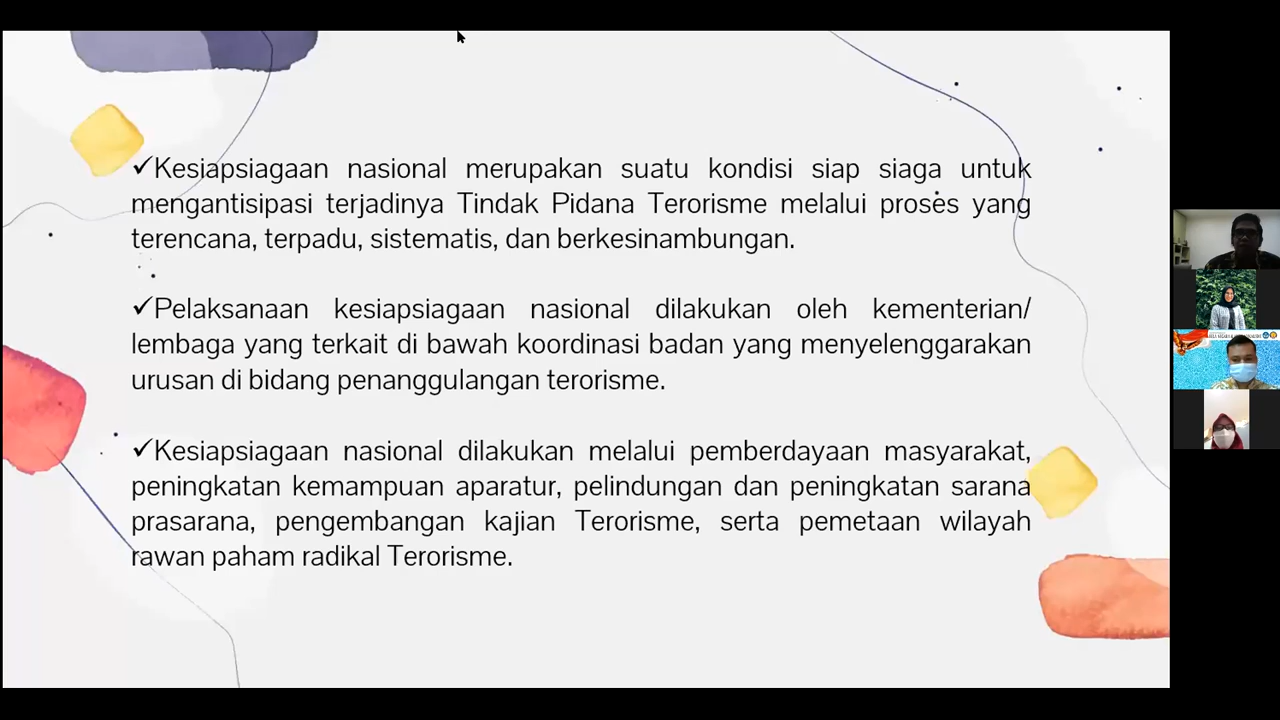 ✓Kesiapsiagaan nasional merupakan suatu kondisi siap siaga untuk
mengantisipasi terjadinya Tindak Pidana Terorisme melalui proses yang
terencana, terpadu, sistematis, dan berkesinambungan.
✓Pelaksanaan kesiapsiagaan nasional dilakukan oleh kementerian/
lembaga yang terkait di bawah koordinasi badan yang menyelenggarakan
urusan di bidang penanggulangan terorisme.
✓Kesiapsiagaan nasional dilakukan melalui pemberdayaan masyarakat,
peningkatan kemampuan aparatur, pelindungan dan peningkatan sarana
prasarana, pengembangan kajian Terorisme, serta pemetaan wilayah
rawan paham radikal Terorisme.